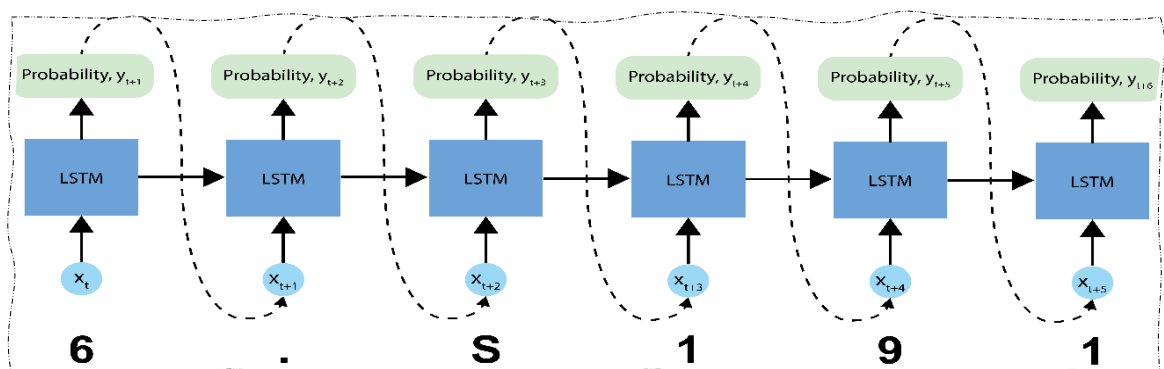 Probability, yt+1 Probability, yt+2 Probability, yt+3 Probability, yt+4 Probability, yt+5 Probability, yt+6
LSTM LSTM LSTM LSTM LSTM LSTM
xt xt+1 xt+2 xt+3 xt+4 xt+5
6 . S 1 9 1